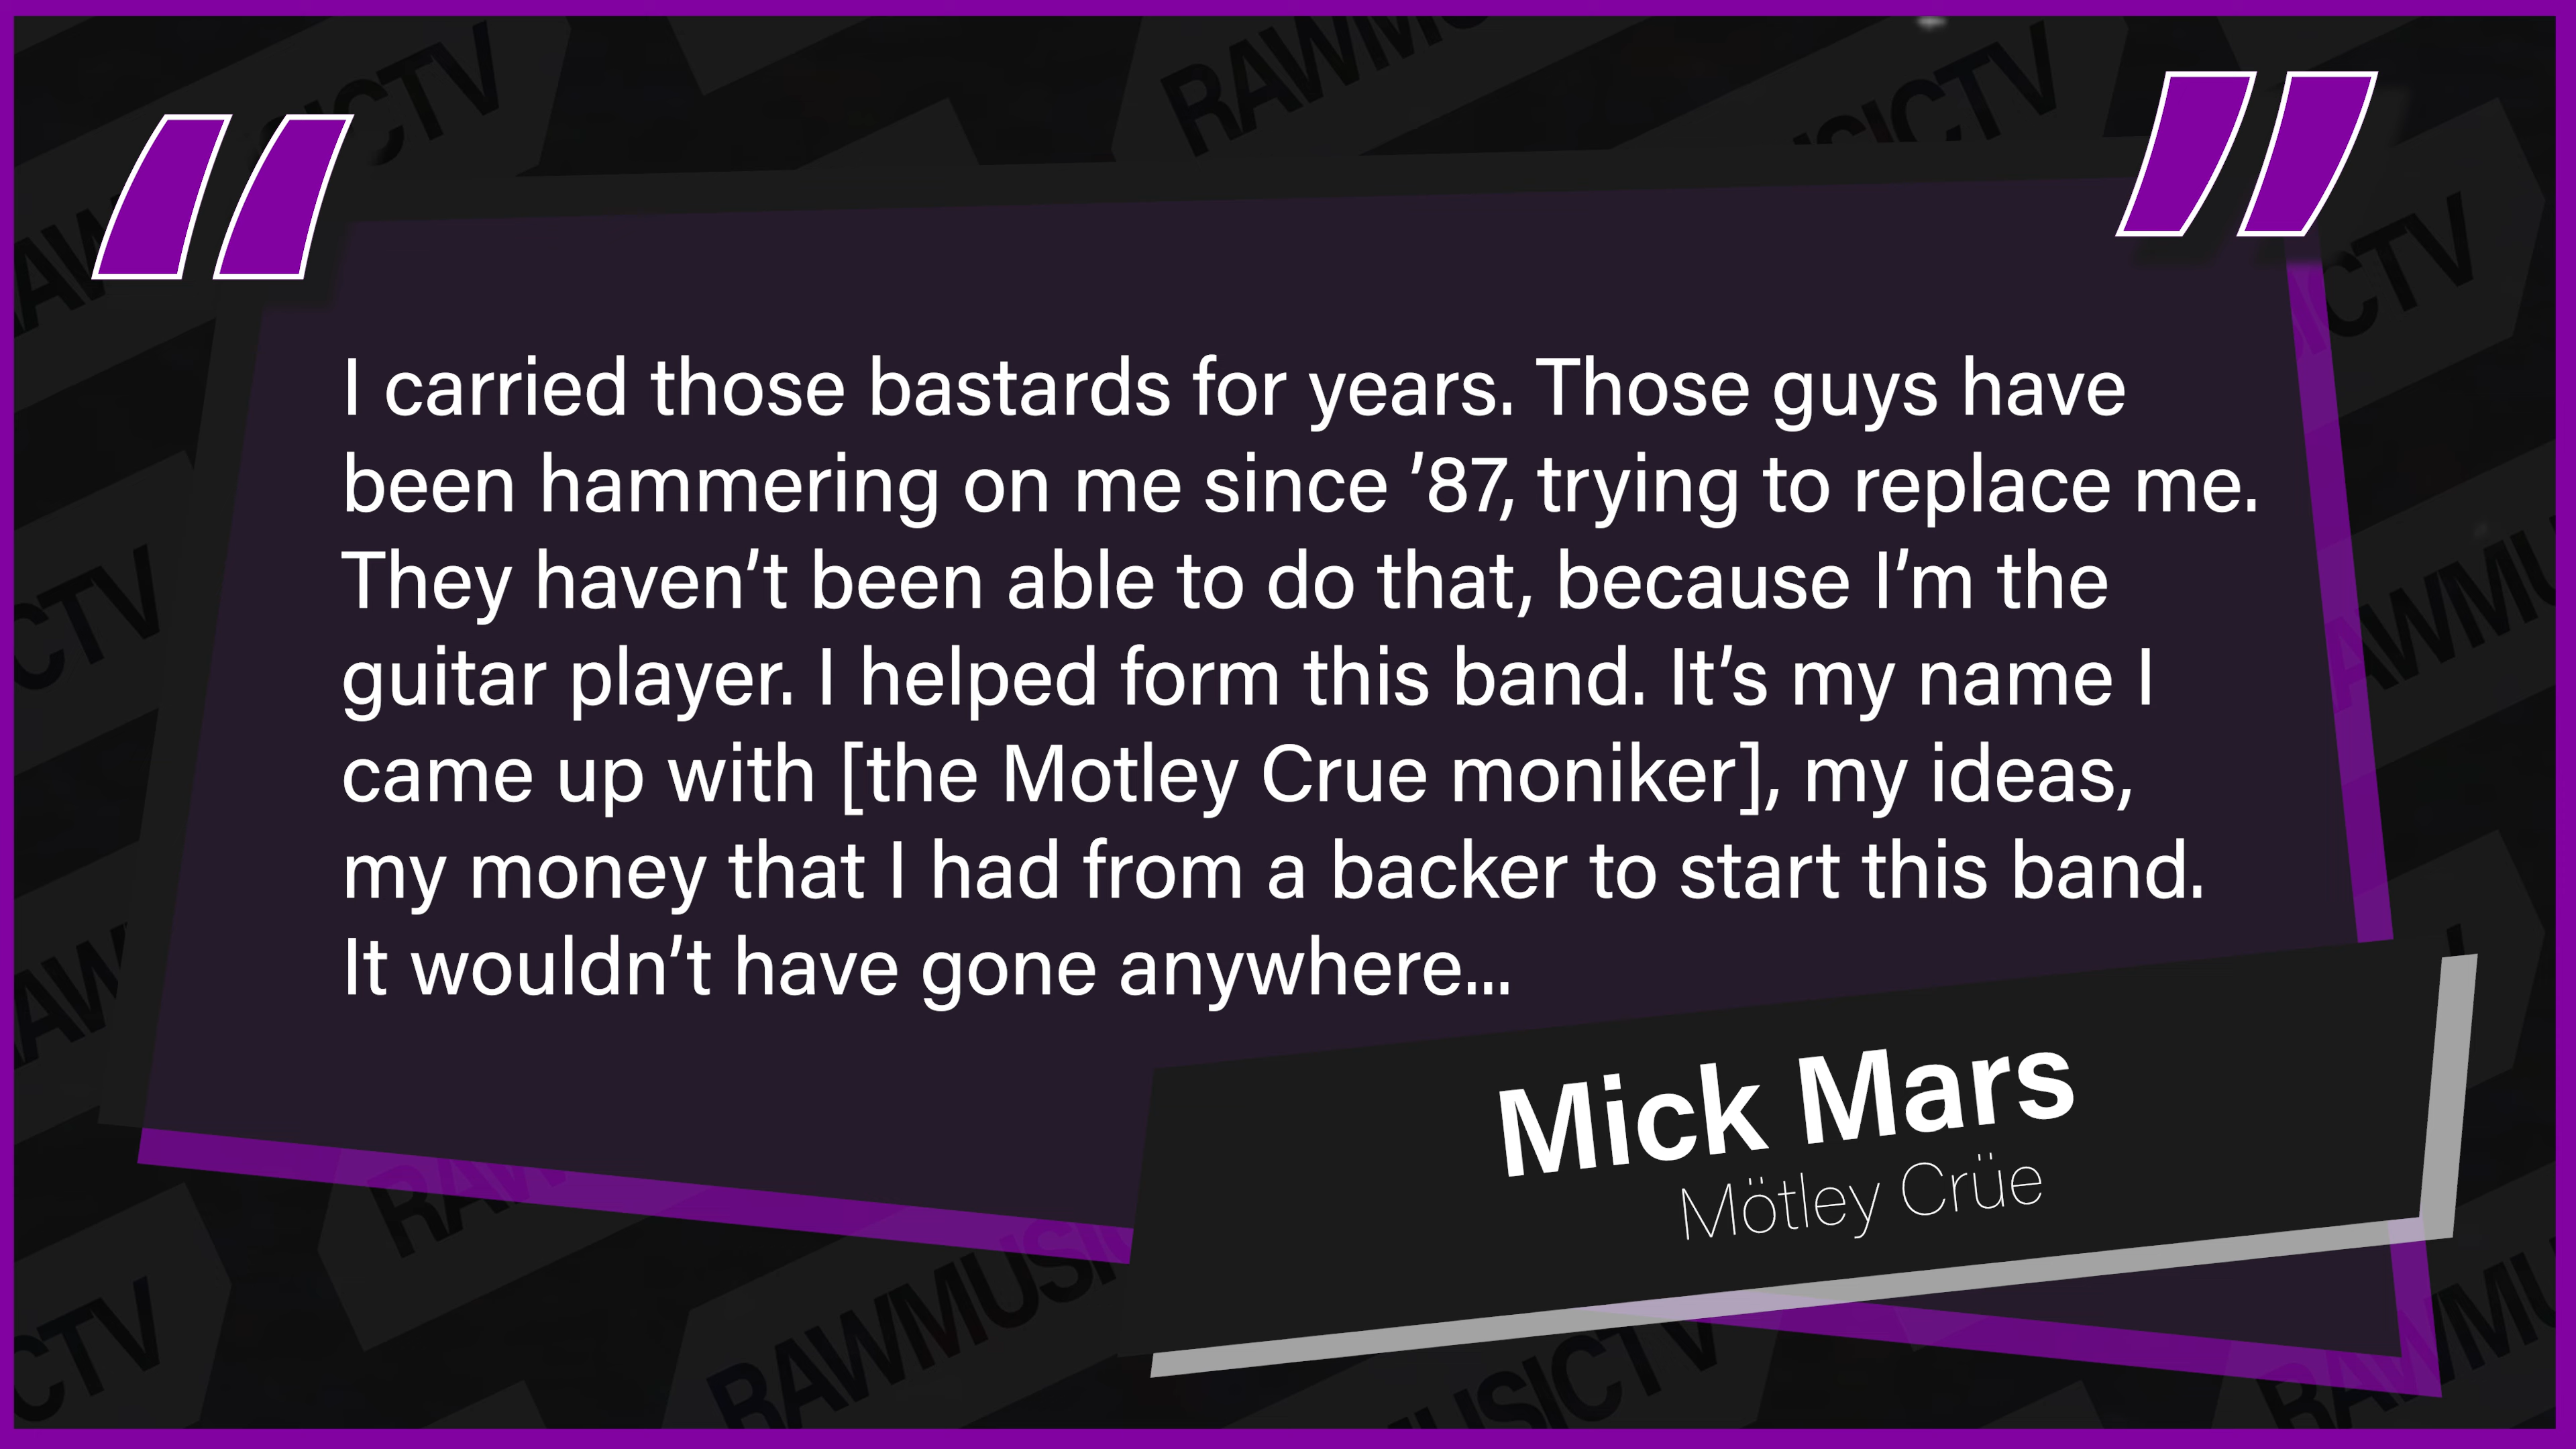 I carried those bastards for years. Those guys have
been hammering on me since ’87, trying to replace me.
They haven’t been able to do that, because I’m the
guitar player. I helped form this band. It’s my name I
came up with [the Motley Crue moniker], my ideas,
my money that I had from a backer to start this band.
It wouldn’t have gone anywhere...
Mick Mars
Mötley Crüe